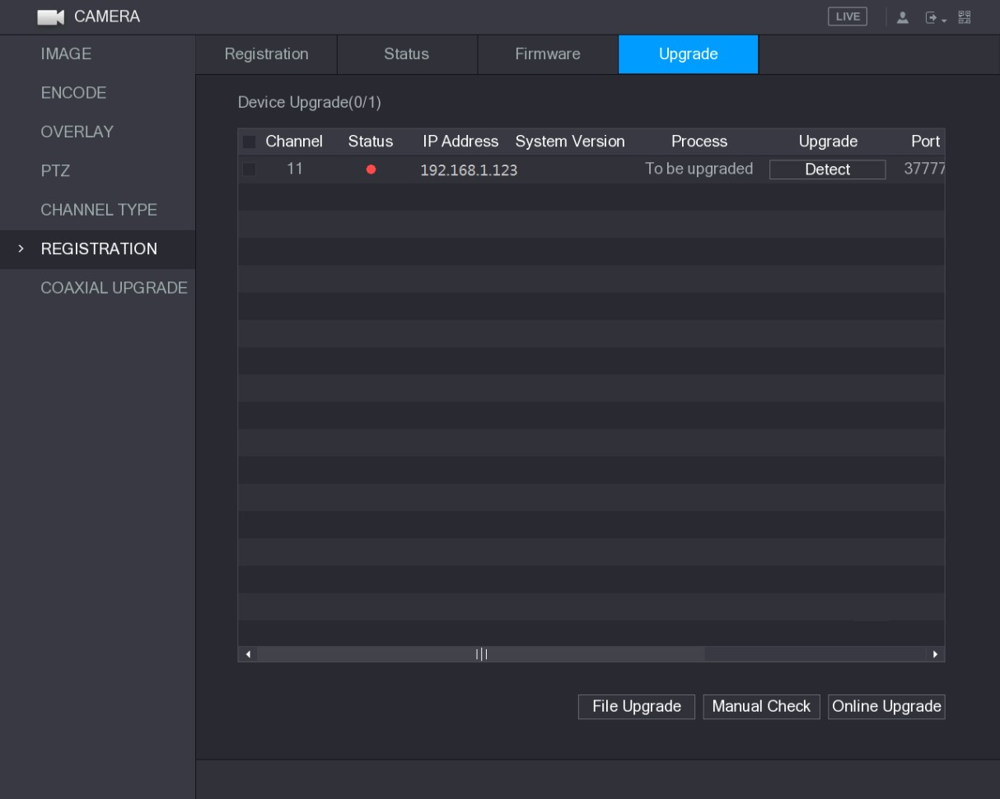 CAMERA LIVE
IMAGE
ENCODE
OVERLAY
PTZ
CHANNEL TYPE
REGISTRATION
COAXIAL UPGRADE
Registration Status Firmware Upgrade
Device Upgrade(0/1)
Channel Status IP Address System Version Process Upgrade Port
11 192.168.1.123 To be upgraded Detect 37777
File Upgrade Manual Check Online Upgrade